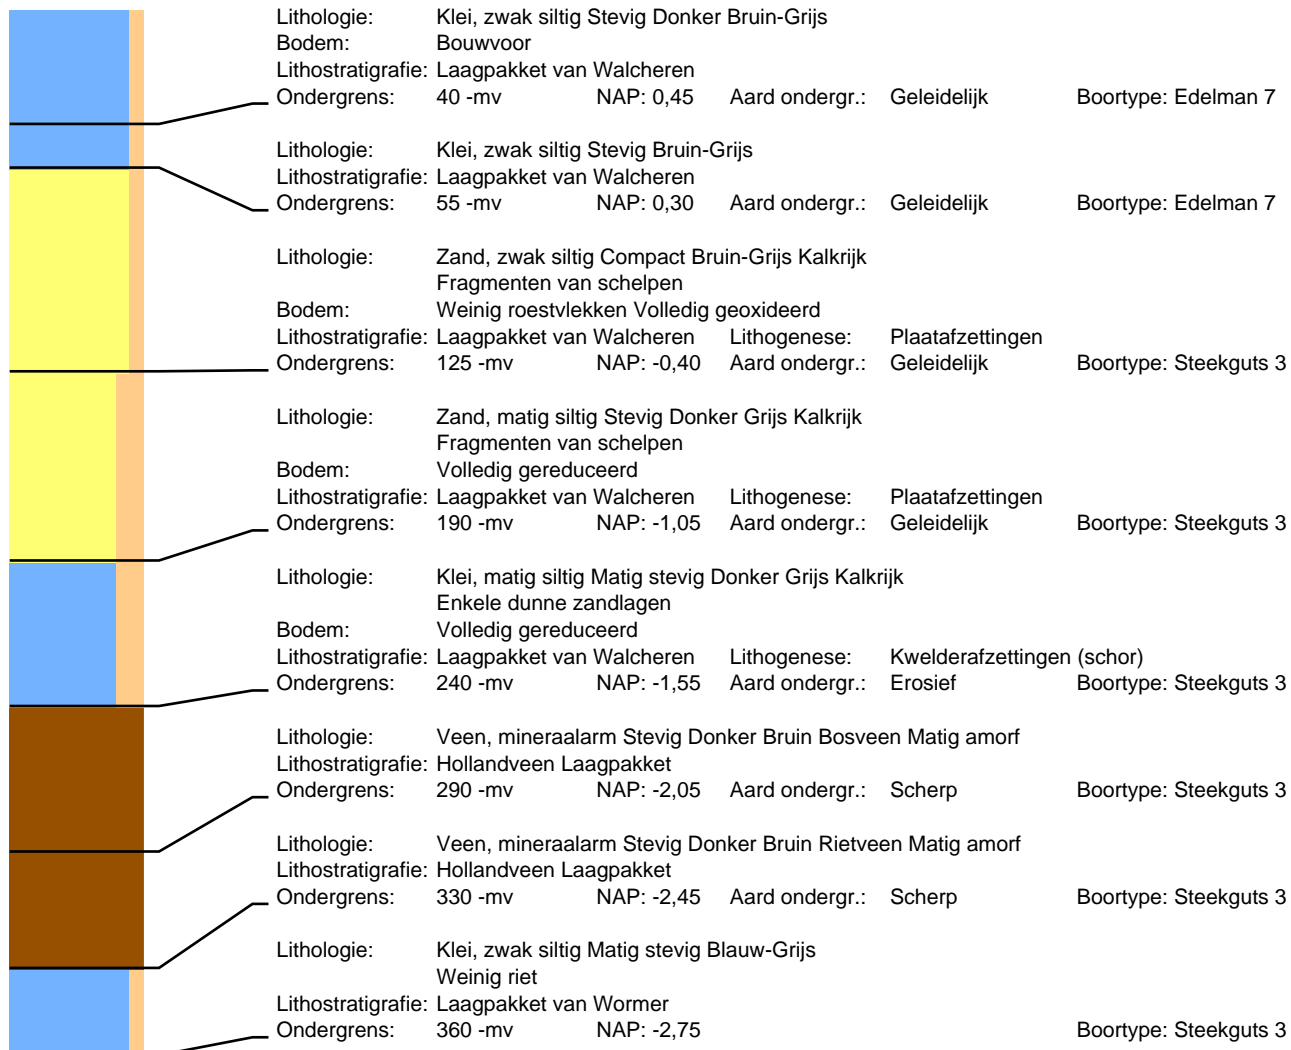 Lithologie: Klei, zwak siltig Stevig Donker Bruin-Grijs
Bodem: Bouwvoor
Lithostratigrafie: Laagpakket van Walcheren
Ondergrens: 40 -mv NAP: 0,45 Aard ondergr.: Geleidelijk Boortype: Edelman 7
Lithologie: Klei, zwak siltig Stevig Bruin-Grijs
Lithostratigrafie: Laagpakket van Walcheren
Ondergrens: 55 -mv NAP: 0,30 Aard ondergr.: Geleidelijk Boortype: Edelman 7
Lithologie: Zand, zwak siltig Compact Bruin-Grijs Kalkrijk
Fragmenten van schelpen
Bodem: Weinig roestvlekken Volledig geoxideerd
Lithostratigrafie: Laagpakket van Walcheren Lithogenese: Plaatafzettingen
Ondergrens: 125 -mv NAP: -0,40 Aard ondergr.: Geleidelijk Boortype: Steekguts 3
Lithologie: Zand, matig siltig Stevig Donker Grijs Kalkrijk
Fragmenten van schelpen
Bodem: Volledig gereduceerd
Lithostratigrafie: Laagpakket van Walcheren Lithogenese: Plaatafzettingen
Ondergrens: 190 -mv NAP: -1,05 Aard ondergr.: Geleidelijk Boortype: Steekguts 3
Lithologie: Klei, matig siltig Matig stevig Donker Grijs Kalkrijk
Enkele dunne zandlagen
Bodem: Volledig gereduceerd
Lithostratigrafie: Laagpakket van Walcheren Lithogenese: Kwelderafzettingen (schor)
Ondergrens: 240 -mv NAP: -1,55 Aard ondergr.: Erosief Boortype: Steekguts 3
Lithologie: Veen, mineraalarm Stevig Donker Bruin Bosveen Matig amorf
Lithostratigrafie: Hollandveen Laagpakket
Ondergrens: 290 -mv NAP: -2,05 Aard ondergr.: Scherp Boortype: Steekguts 3
Lithologie: Veen, mineraalarm Stevig Donker Bruin Rietveen Matig amorf
Lithostratigrafie: Hollandveen Laagpakket
Ondergrens: 330 -mv NAP: -2,45 Aard ondergr.: Scherp Boortype: Steekguts 3
Lithologie: Klei, zwak siltig Matig stevig Blauw-Grijs
Weinig riet
Lithostratigrafie: Laagpakket van Wormer
Ondergrens: 360 -mv NAP: -2,75 Boortype: Steekguts 3